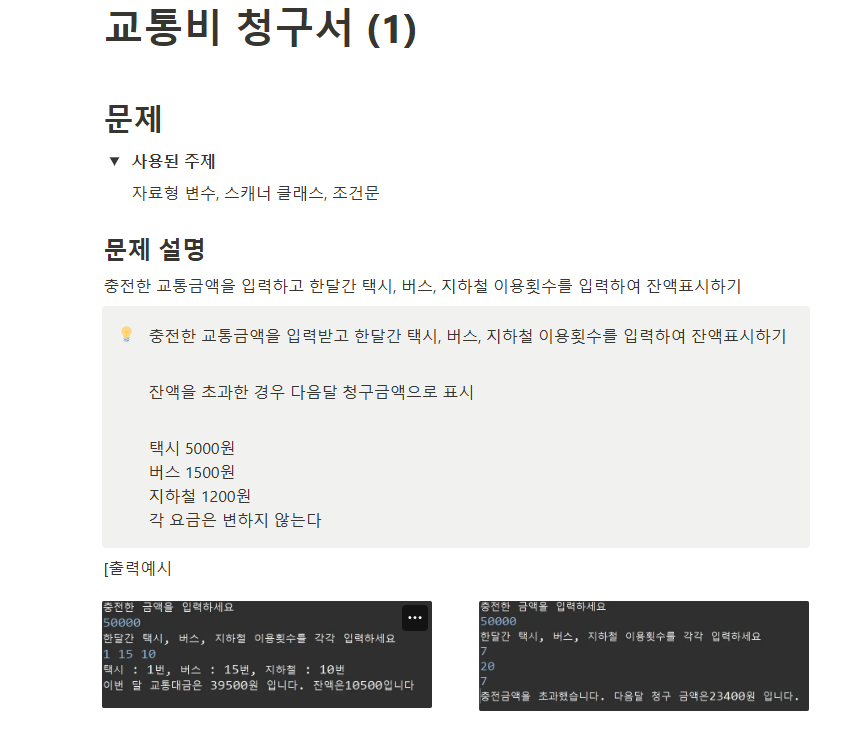 교통비 청구서 (1)
문제
▼ 사용된 주제
자료형 변수, 스캐너 클래스, 조건문
문제 설명
충전한 교통금액을 입력하고 한달간 택시, 버스, 지하철 이용횟수를 입력하여 잔액표시하기
충전한 교통금액을 입력받고 한달간 택시, 버스, 지하철 이용횟수를 입력하여 잔액표시하기
잔액을 초과한 경우 다음달 청구금액으로 표시
택시 5000원
버스 1500원
지하철 1200원
각 요금은 변하지 않는다
[출력예시
충전한 금액을 입력하세요
50000
한달간 택시, 버스, 지하철 이용횟수를 각각 입력하세요
1 15 10
택시 : 1번, 버스 : 15번, 지하철 : 10번
이번 달 교통대금은 39500원 입니다. 잔액은10500입니다
충전한 금액을 입력하세요
50000
한달간 택시, 버스, 지하철 이용횟수를 각각 입력하세요
7
20
7
충전금액을 초과했습니다. 다음달 청구 금액은23400원 입니다.